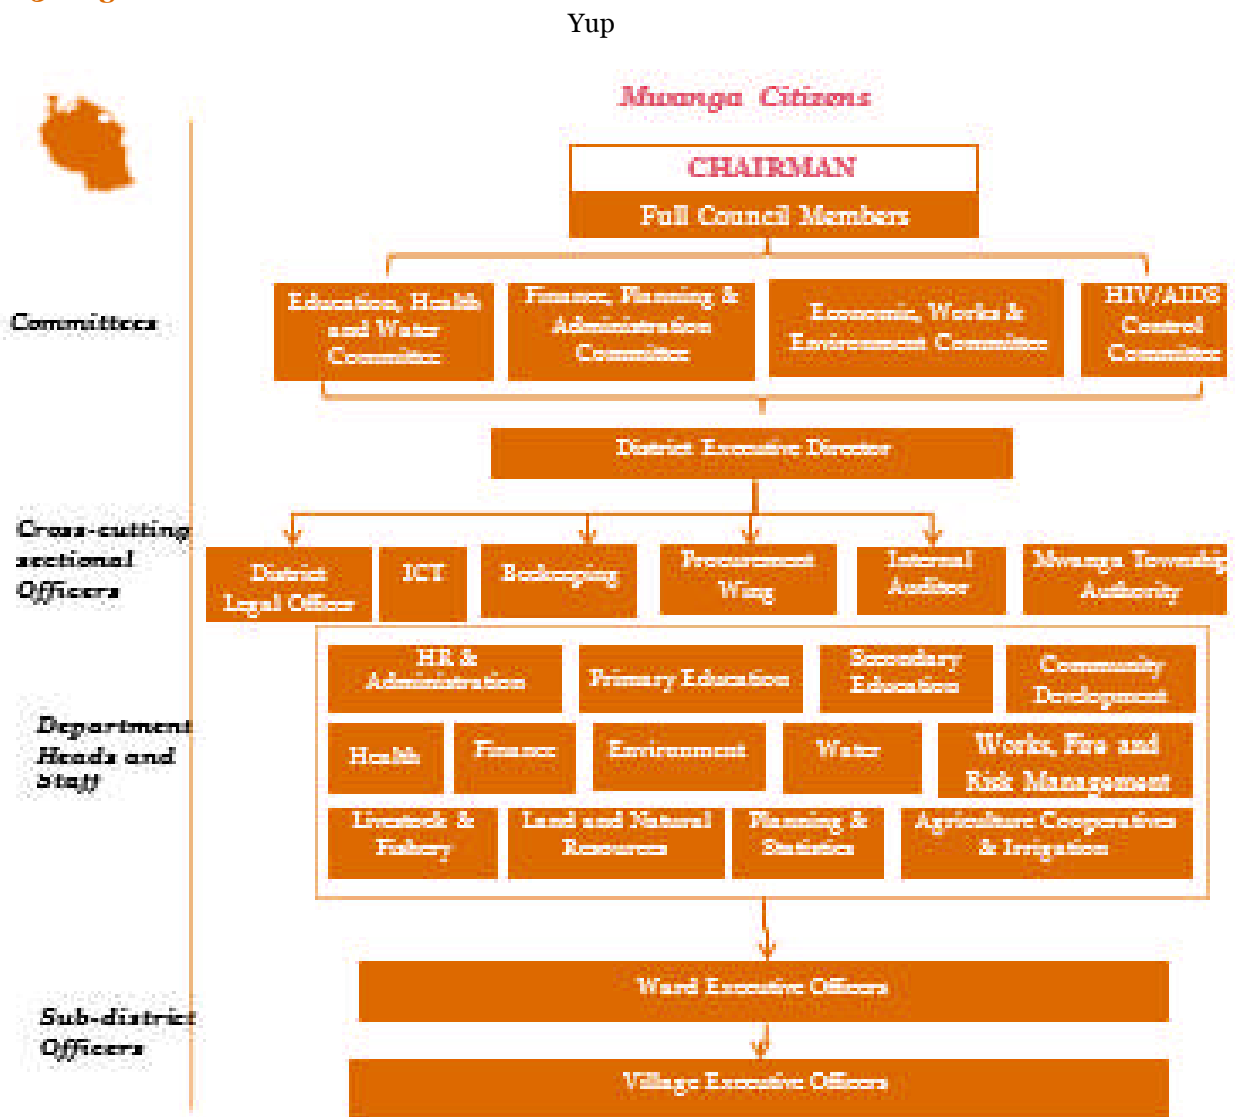 Yup
Mwanga Citizens
CHAIRMAN
Full Council Members
Committees
Education, Health
and Water
Committee
Finance, Planning &
Administration
Committee
Economic, Works &
Environment Committee
HIV/AIDS
Control
Committee
District Executive Director
Cross-cutting
sectional
Officers
District
Legal Officer
ICT
Beekeeping
Procurement
Wing
Internal
Auditor
Mwanga Township
Authority
Department
Heads and
Staff
HR &
Administration
Primary Education
Secondary
Education
Community
Development
Health
Finance
Environment
Water
Works, Fire and
Risk Management
Livestock &
Fishery
Land and Natural
Resources
Planning &
Statistics
Agriculture Cooperatives
& Irrigation
Sub-district
Officers
Ward Executive Officers
Village Executive Officers